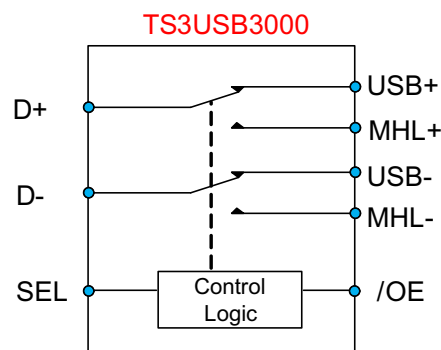 TS3USB3000
D+
USB+
MHL+
D-
USB-
MHL-
SEL
Control
Logic
/OE